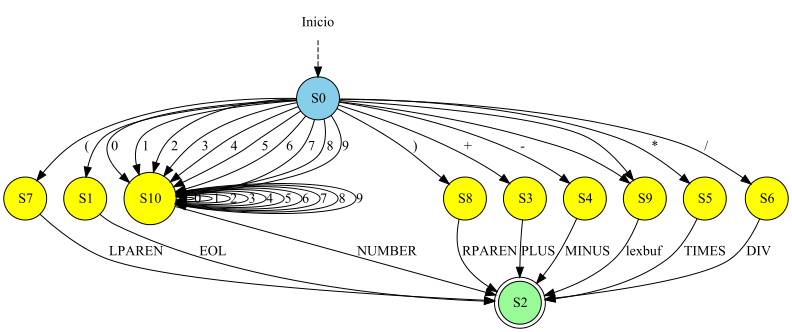 Inicio
S0
( 0 1 2 3 4 5 6 7 8 9 ) + - * /
S7 S1 S10 0 1 2 3 4 5 6 7 8 9 S8 S3 S4 S9 S5 S6
LPAREN EOL NUMBER RPAREN PLUS MINUS lexbuf TIMES DIV
S2